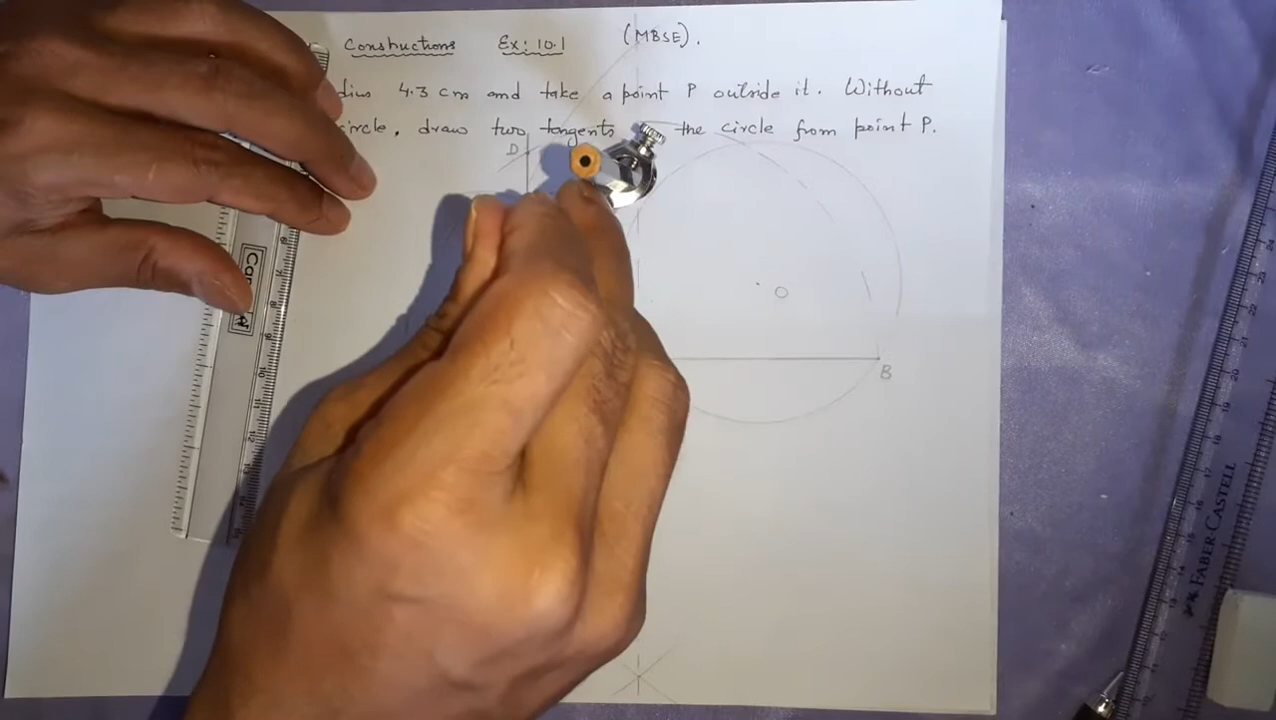 Constructions Ex: 10.1 (MBSE).
dius 4.3 cm and take a point P outside it. Without
circle, draw two tangents the circle from point P.
D
O
B
FABER-CASTELL